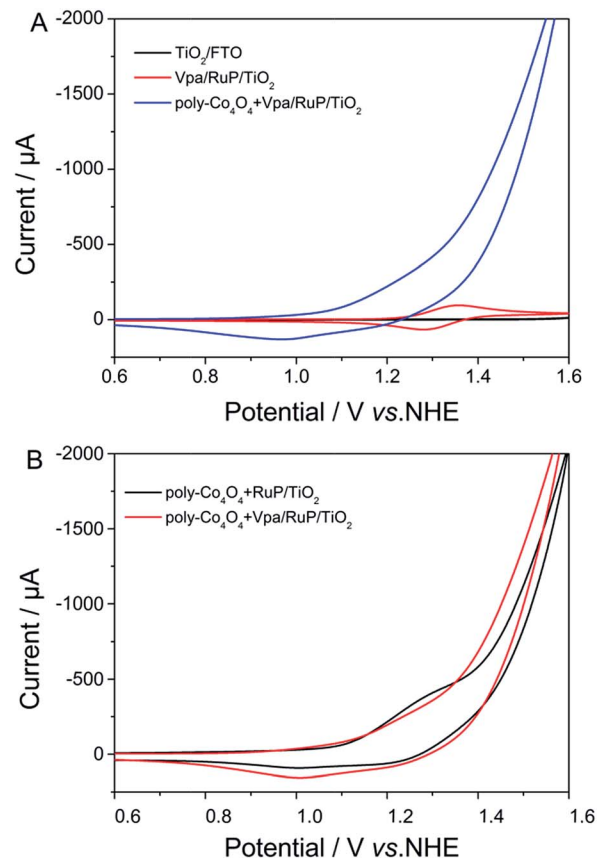 A
-2000
-1500
-1000
-500
0
Current / µA
TiO2/FTO
Vpa/RuP/TiO2
poly-Co4O4+Vpa/RuP/TiO2
0.6 0.8 1.0 1.2 1.4 1.6
Potential / V vs.NHE
B
-2000
-1500
-1000
-500
0
Current / µA
poly-Co4O4+RuP/TiO2
poly-Co4O4+Vpa/RuP/TiO2
0.6 0.8 1.0 1.2 1.4 1.6
Potential / V vs.NHE